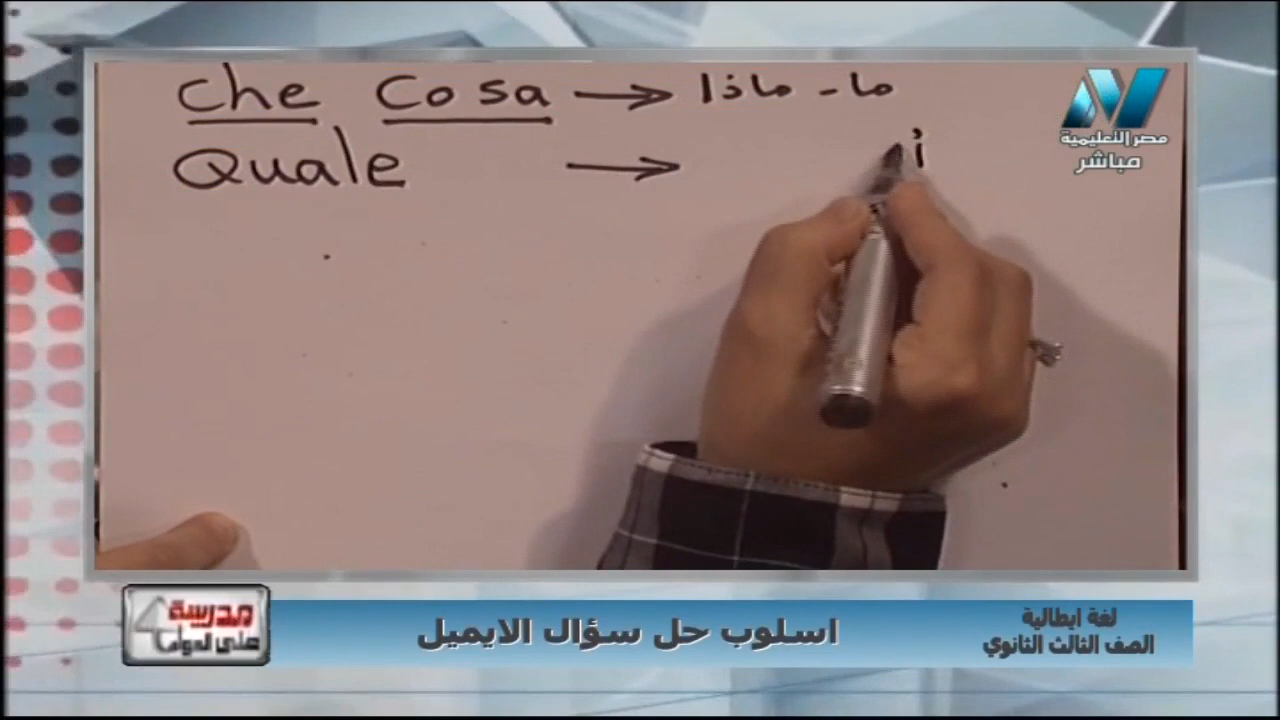 che cosa → ما - ماذا
Quale →
مصر التعليمية
مباشر
مدرسة
على الهواء
اسلوب حل سؤال الايميل
لغة ايطالية
الصف الثالث الثانوي